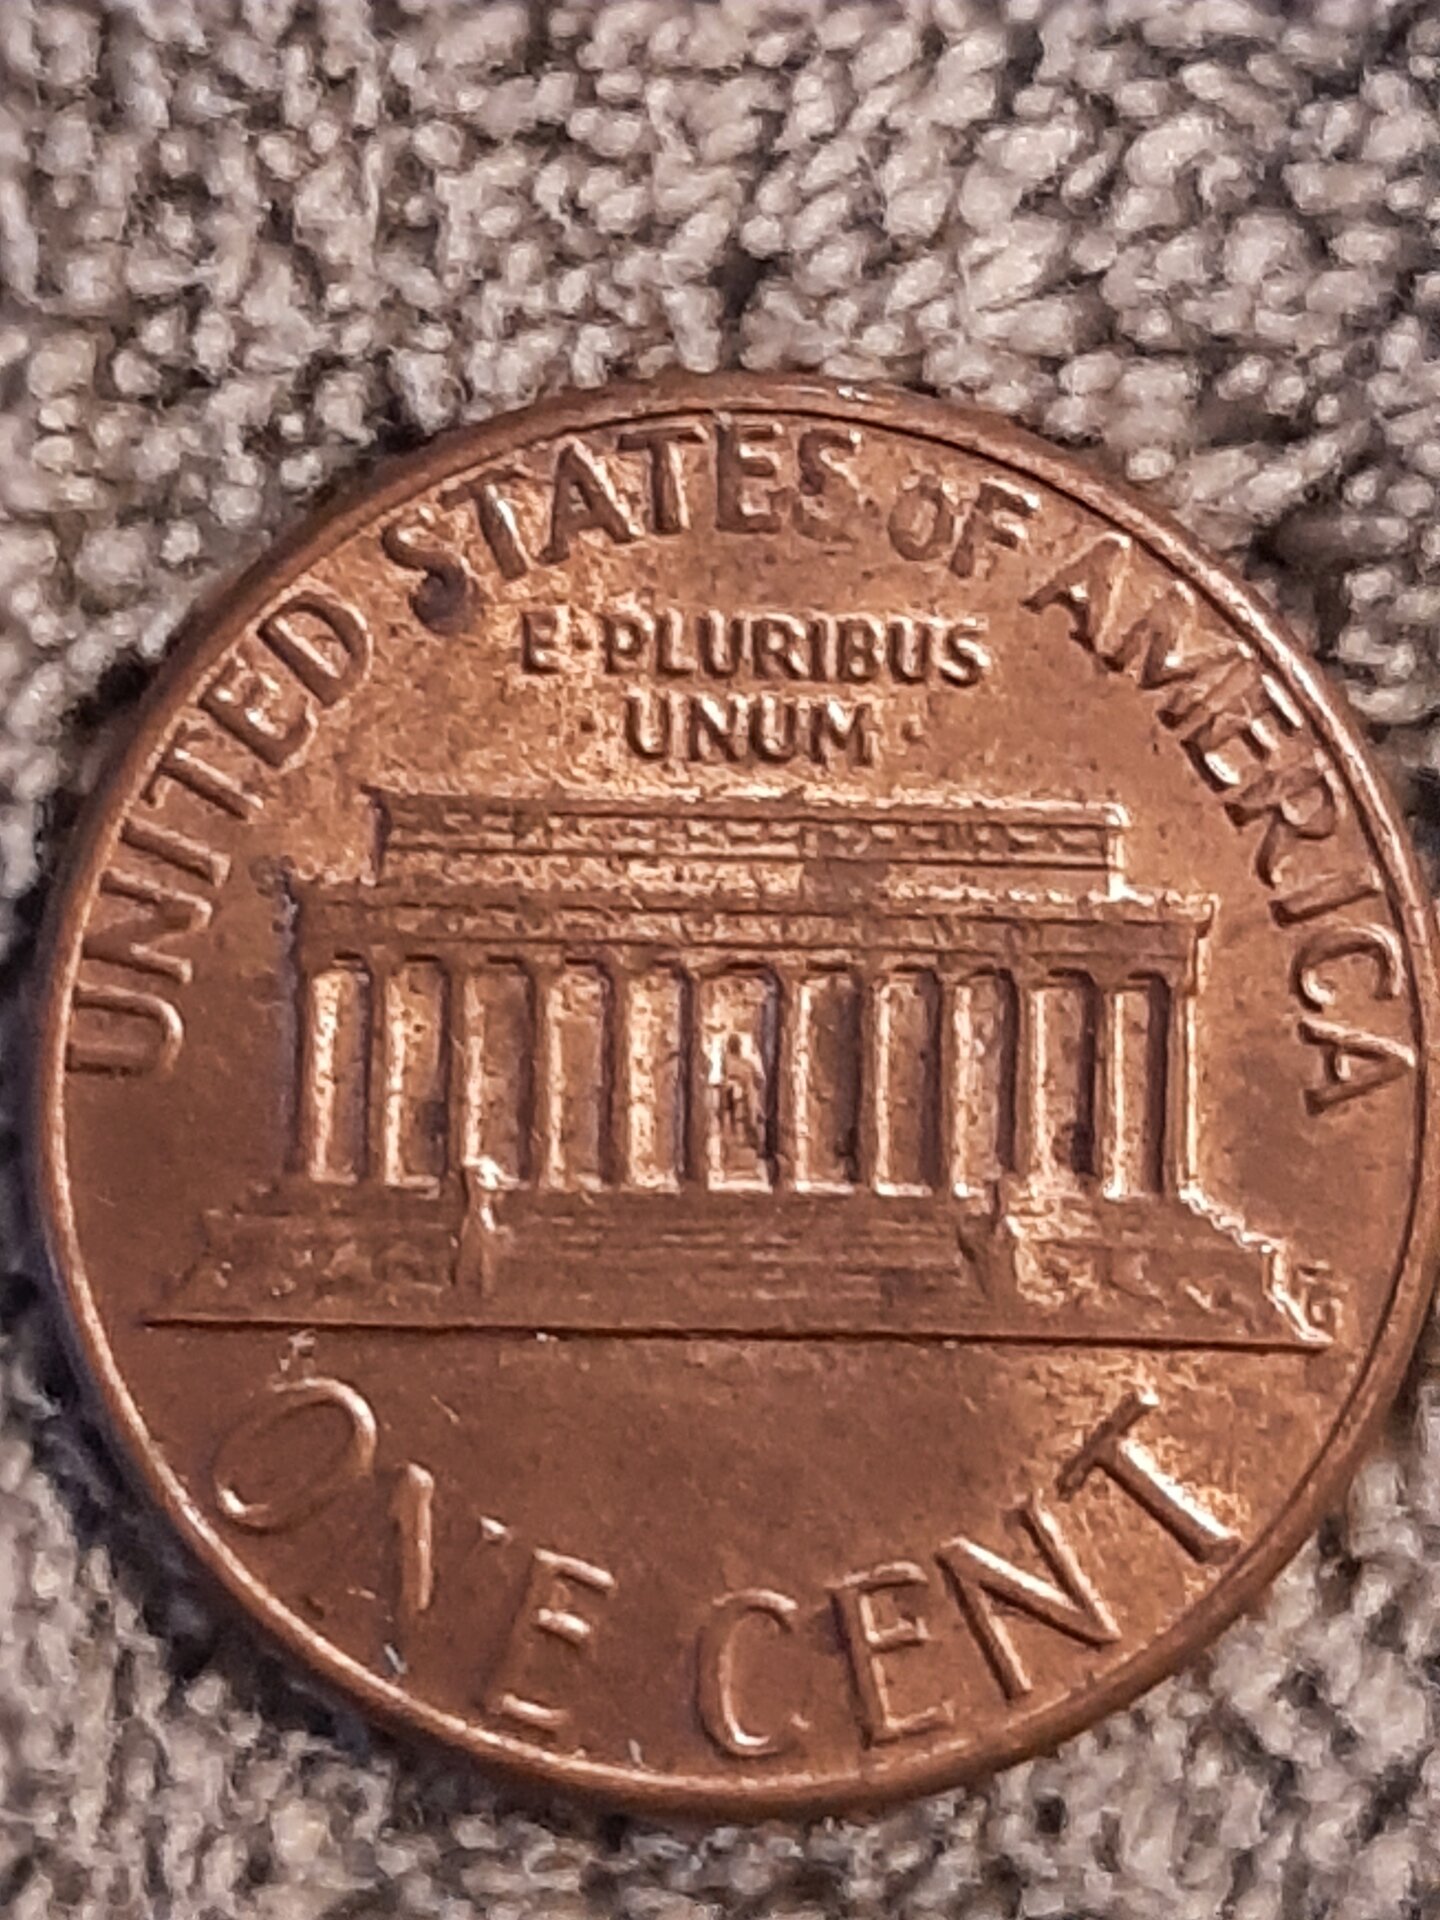 UNITED STATES OF AMERICA
E·PLURIBUS
·UNUM·
ONE CENT